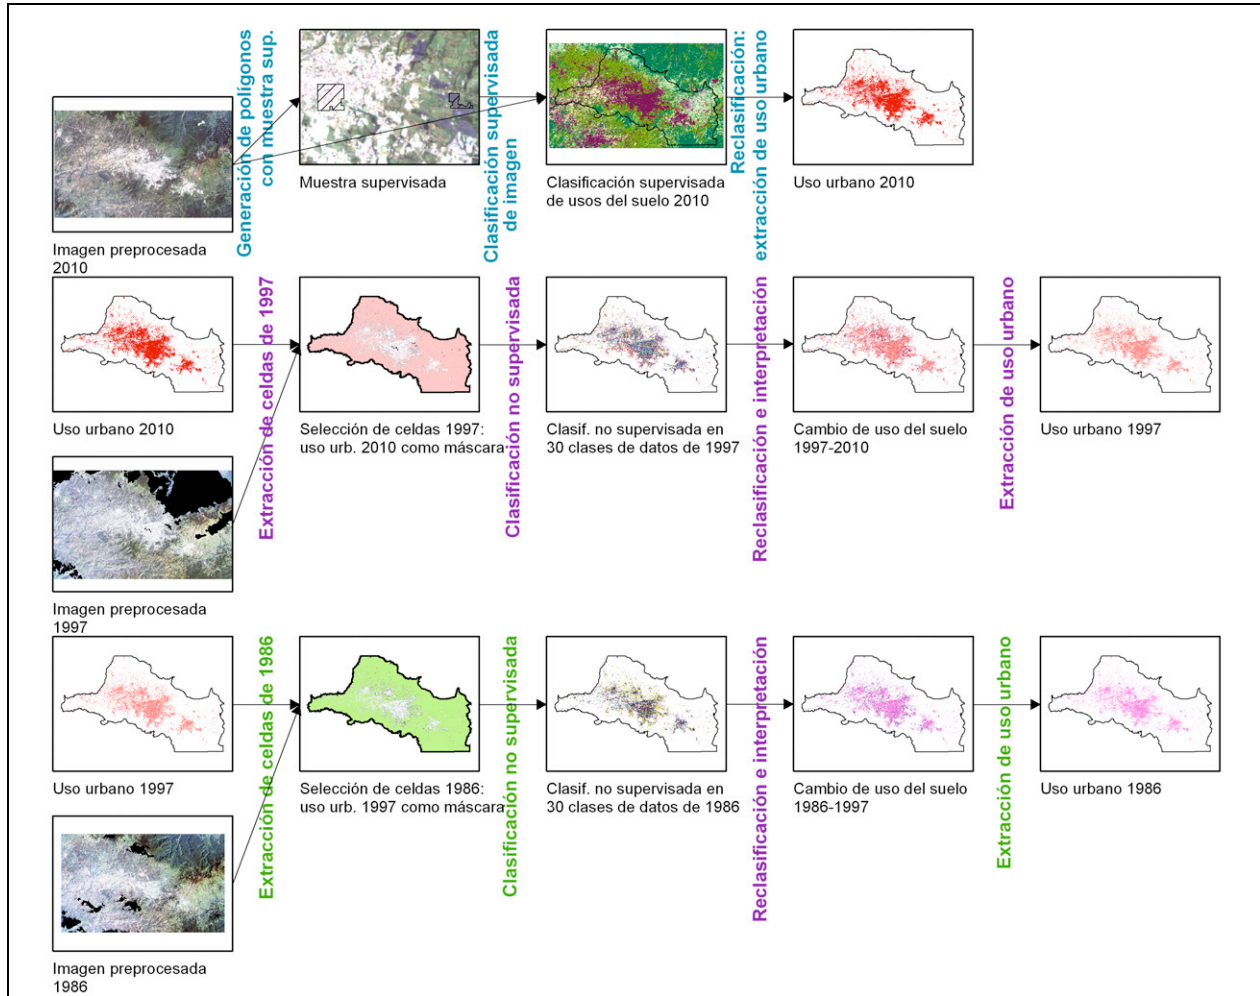 Generación de polígonos
con muestra sup.
Clasificación supervisada
de imagen
Reclasificación:
extracción de uso urbano
Imagen preprocesada
2010
Muestra supervisada
Clasificación supervisada
de usos del suelo 2010
Uso urbano 2010
Extracción de celdas de 1997
Clasificación no supervisada
Reclasificación e interpretación
Extracción de uso urbano
Uso urbano 2010
Selección de celdas 1997:
uso urb. 2010 como máscara
Clasif. no supervisada en
30 clases de datos de 1997
Cambio de uso del suelo
1997-2010
Uso urbano 1997
Imagen preprocesada
1997
Extracción de celdas de 1986
Clasificación no supervisada
Reclasificación e interpretación
Extracción de uso urbano
Uso urbano 1997
Selección de celdas 1986:
uso urb. 1997 como máscara
Clasif. no supervisada en
30 clases de datos de 1986
Cambio de uso del suelo
1986-1997
Uso urbano 1986
Imagen preprocesada
1986